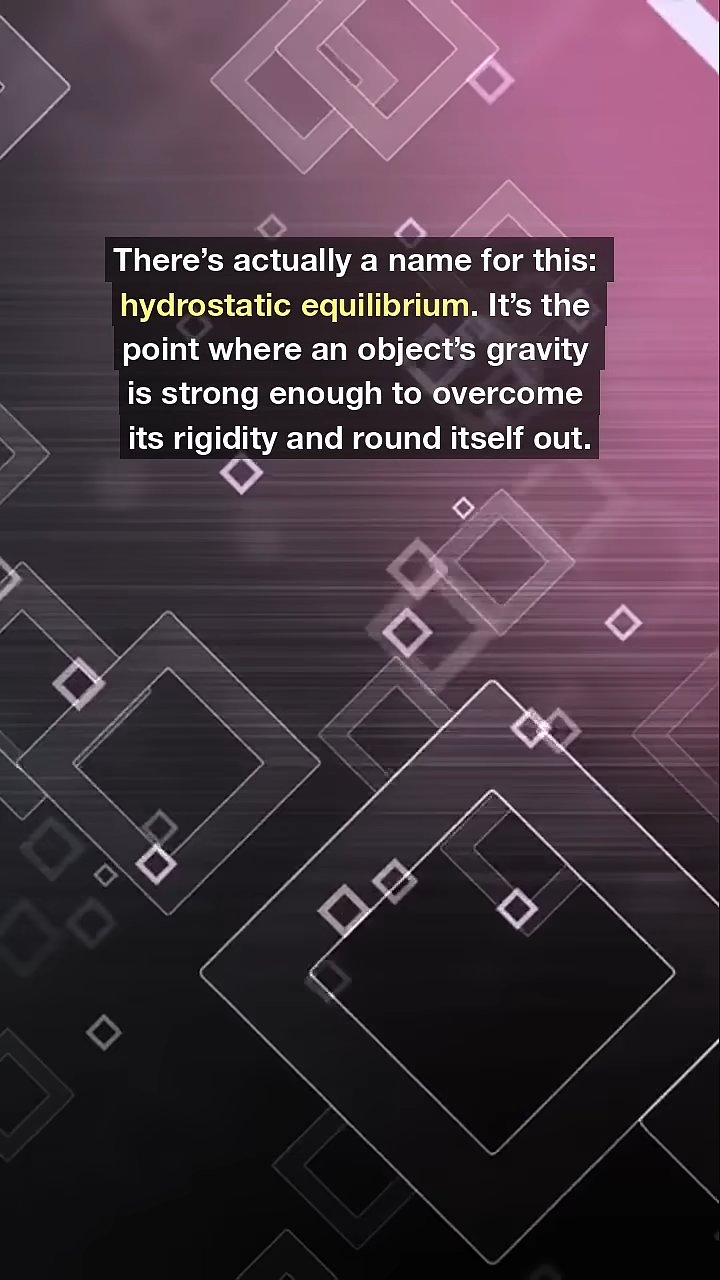 There’s actually a name for this:
hydrostatic equilibrium. It’s the
point where an object’s gravity
is strong enough to overcome
its rigidity and round itself out.